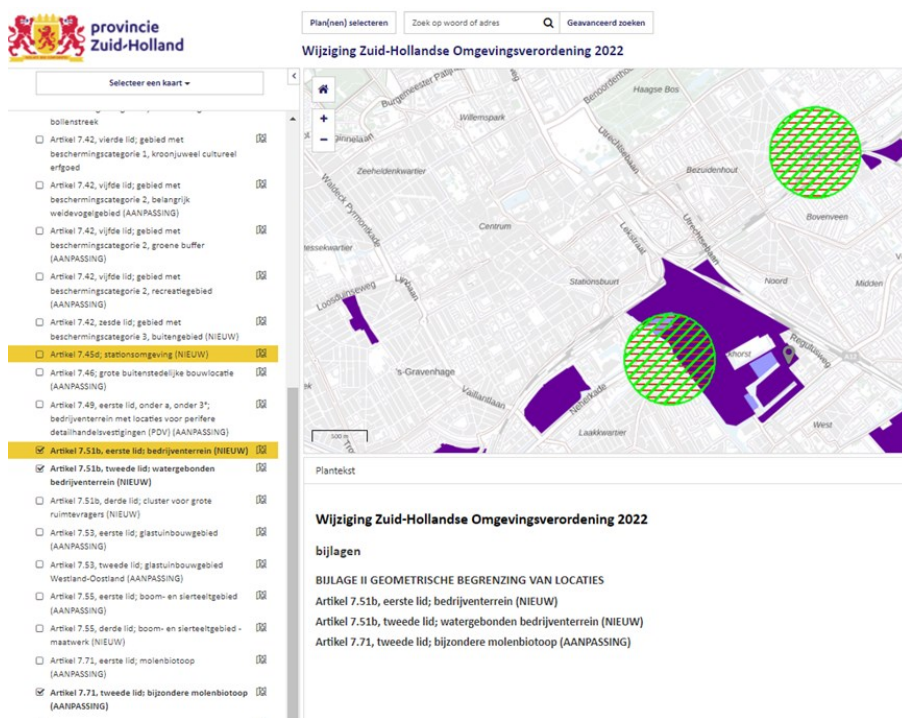 provincie
Zuid-Holland
Plan(nen) selecteren
Zoek op woord of adres
Geavanceerd zoeken
Wijziging Zuid-Hollandse Omgevingsverordening 2022
Selecteer een kaart
bollenstreek
Artikel 7.42, vierde lid; gebied met
beschermingscategorie 1, kroonjuweel cultureel
erfgoed
Artikel 7.42, vijfde lid; gebied met
beschermingscategorie 2, belangrijk
weidevogelgebied (AANPASSING)
Artikel 7.42, vijfde lid; gebied met
beschermingscategorie 2, groene buffer
(AANPASSING)
Artikel 7.42, vijfde lid; gebied met
beschermingscategorie 2, recreatiegebied
(AANPASSING)
Artikel 7.42, zesde lid; gebied met
beschermingscategorie 3, buitengebied (NIEUW)
Artikel 7.45d; stationsomgeving (NIEUW)
Artikel 7.46; grote buitenstedelijke bouwlocatie
(AANPASSING)
Artikel 7.49, eerste lid, onder a, onder 3°;
bedrijventerrein met locaties voor perifere
detailhandelsvestigingen (PDV) (AANPASSING)
Artikel 7.51b, eerste lid; bedrijventerrein (NIEUW)
Artikel 7.51b, tweede lid; watergebonden
bedrijventerrein (NIEUW)
Artikel 7.51b, derde lid; cluster voor grote
ruimtevragers (NIEUW)
Artikel 7.53, eerste lid; glastuinbouwgebied
(AANPASSING)
Artikel 7.53, tweede lid; glastuinbouwgebied
Westland-Oostland (AANPASSING)
Artikel 7.55, eerste lid; boom- en sierteeltgebied
(AANPASSING)
Artikel 7.55, derde lid; boom- en sierteeltgebied -
maatwerk (NIEUW)
Artikel 7.71, eerste lid; molenbiotoop
(AANPASSING)
Artikel 7.71, tweede lid; bijzondere molenbiotoop
(AANPASSING)
+
−
Haagse Bos
Willemspark
Utrechtsebaan
Zeeheldenkwartier
Bezuidenhout
Waldeck Pyrmontkade
Bovenveen
Centrum
Lekstraat
Utrechtsebaan
Stationsbuurt
Noord
Midden
Loosduinseweg
Lijnbaan
Regulusweg
's-Gravenhage
Vaillantlaan
Neherkade
Laakkwartier
West
500 m
Plantekst
Wijziging Zuid-Hollandse Omgevingsverordening 2022
bijlagen
BIJLAGE II GEOMETRISCHE BEGRENZING VAN LOCATIES
Artikel 7.51b, eerste lid; bedrijventerrein (NIEUW)
Artikel 7.51b, tweede lid; watergebonden bedrijventerrein (NIEUW)
Artikel 7.71, tweede lid; bijzondere molenbiotoop (AANPASSING)